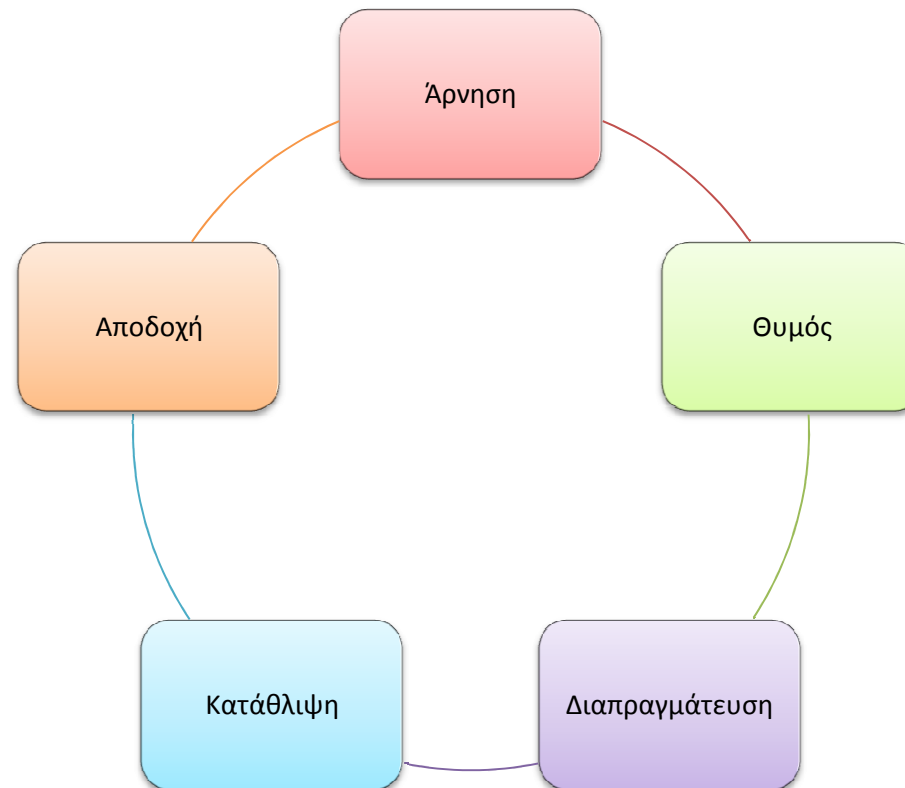 Άρνηση
Θυμός
Διαπραγμάτευση
Κατάθλιψη
Αποδοχή